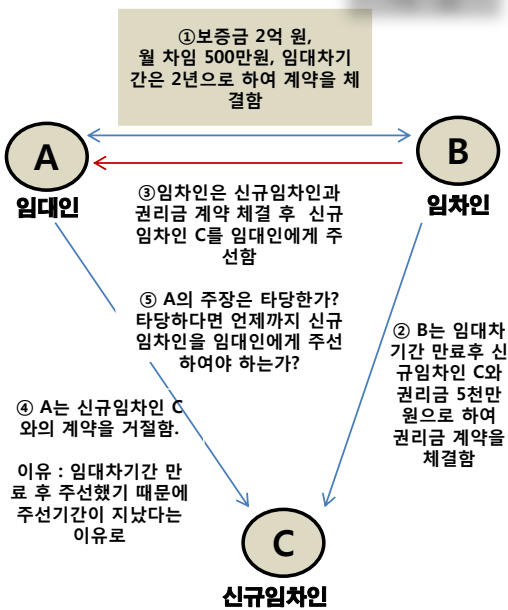 ①보증금 2억 원,
월 차임 500만원, 임대차기
간은 2년으로 하여 계약을 체
결함
A
B
임대인
임차인
③임차인은 신규임차인과
권리금 계약 체결 후 신규
임차인 C를 임대인에게 주
선함
⑤ A의 주장은 타당한가?
타당하다면 언제까지 신규
임차인을 임대인에게 주선
하여야 하는가?
② B는 임대차
기간 만료후 신
규임차인 C와
권리금 5천만
원으로 하여
권리금 계약을
체결함
④ A는 신규임차인 C
와의 계약을 거절함.
이유 : 임대차기간 만
료 후 주선했기 때문에
주선기간이 지났다는
이유로
C
신규임차인